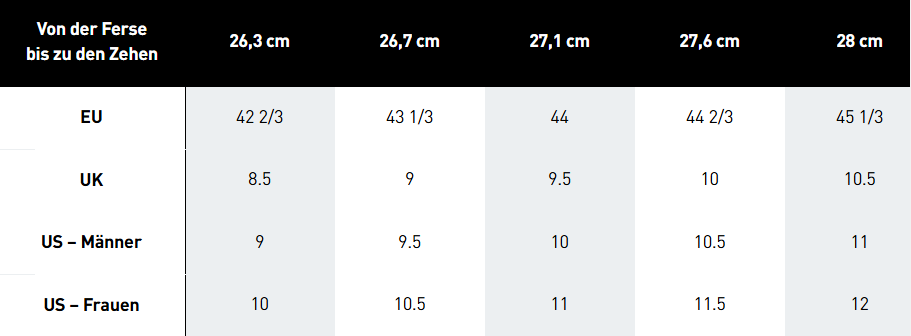 Von der Ferse
bis zu den Zehen 26,3 cm 26,7 cm 27,1 cm 27,6 cm 28 cm
EU 42 2/3 43 1/3 44 44 2/3 45 1/3
UK 8.5 9 9.5 10 10.5
US – Männer 9 9.5 10 10.5 11
US – Frauen 10 10.5 11 11.5 12